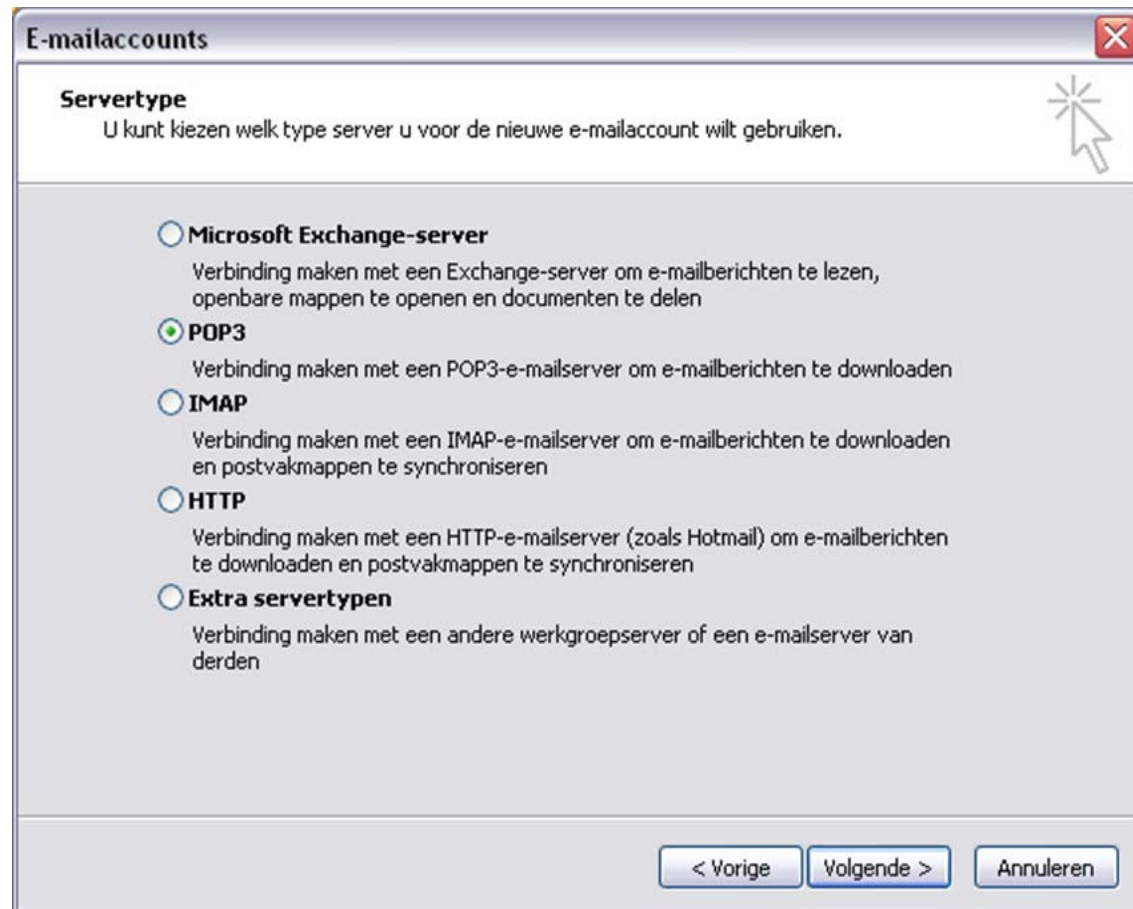 E-mailaccounts
Servertype
U kunt kiezen welk type server u voor de nieuwe e-mailaccount wilt gebruiken.
Microsoft Exchange-server
Verbinding maken met een Exchange-server om e-mailberichten te lezen,
openbare mappen te openen en documenten te delen
POP3
Verbinding maken met een POP3-e-mailserver om e-mailberichten te downloaden
IMAP
Verbinding maken met een IMAP-e-mailserver om e-mailberichten te downloaden
en postvakmappen te synchroniseren
HTTP
Verbinding maken met een HTTP-e-mailserver (zoals Hotmail) om e-mailberichten
te downloaden en postvakmappen te synchroniseren
Extra servertypen
Verbinding maken met een andere werkgroepserver of een e-mailserver van
derden
< Vorige Volgende > Annuleren